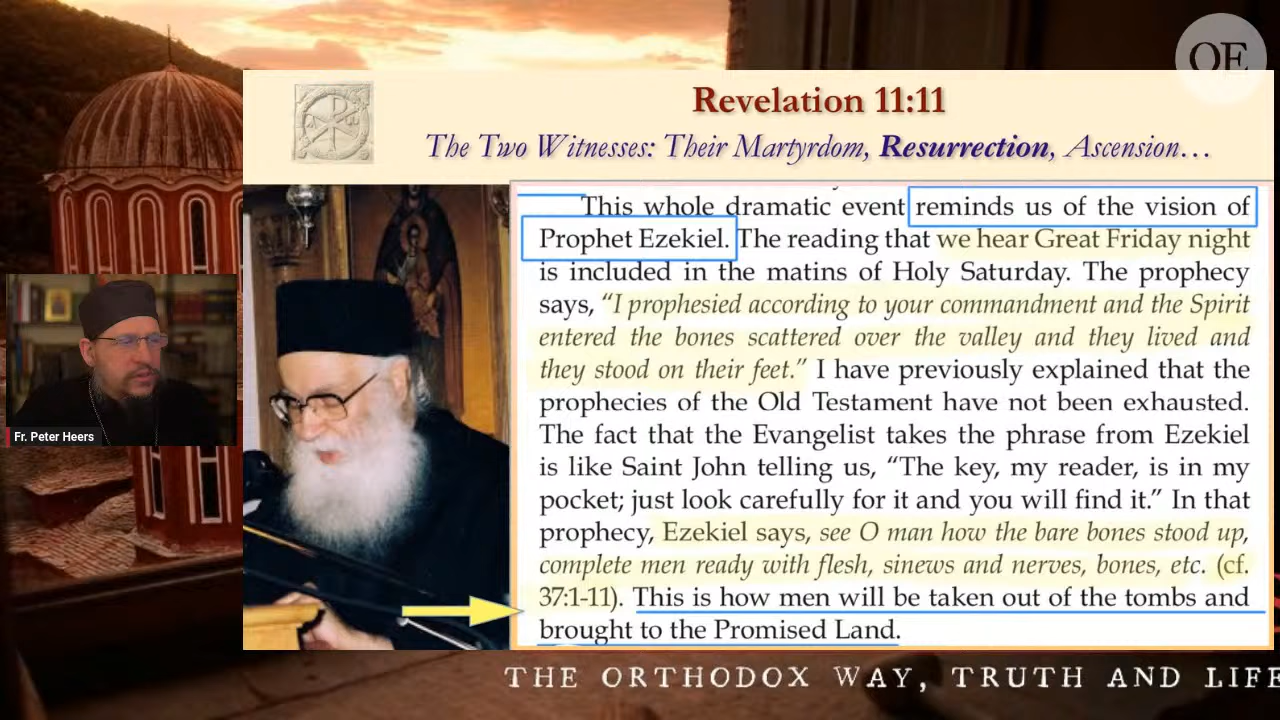 OE
Revelation 11:11
The Two Witnesses: Their Martyrdom, Resurrection, Ascension…
This whole dramatic event reminds us of the vision of
Prophet Ezekiel. The reading that we hear Great Friday night
is included in the matins of Holy Saturday. The prophecy
says, “I prophesied according to your commandment and the Spirit
entered the bones scattered over the valley and they lived and
they stood on their feet.” I have previously explained that the
prophecies of the Old Testament have not been exhausted.
The fact that the Evangelist takes the phrase from Ezekiel
is like Saint John telling us, “The key, my reader, is in my
pocket; just look carefully for it and you will find it.” In that
prophecy, Ezekiel says, see O man how the bare bones stood up,
complete men ready with flesh, sinews and nerves, bones, etc. (cf.
37:1-11). This is how men will be taken out of the tombs and
brought to the Promised Land.
Fr. Peter Heers
THE ORTHODOX WAY, TRUTH AND LIFE